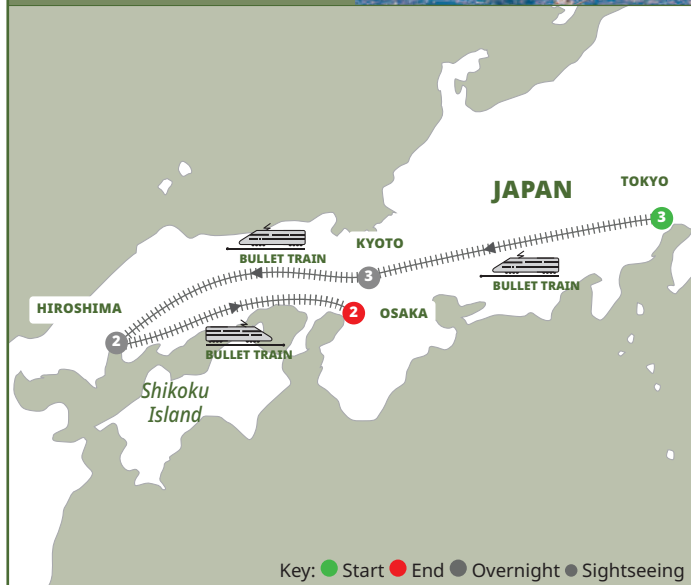 JAPAN
TOKYO
3
BULLET TRAIN
KYOTO
3
BULLET TRAIN
HIROSHIMA
2
BULLET TRAIN
2
OSAKA
Shikoku
Island
Key: Start End Overnight Sightseeing